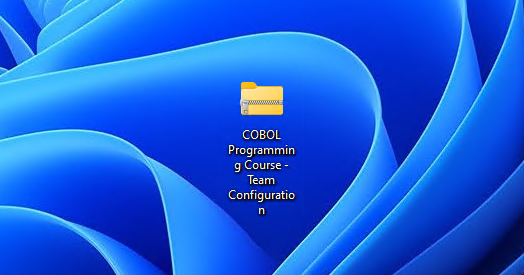 COBOL
Programmin
g Course -
Team
Configuratio
n